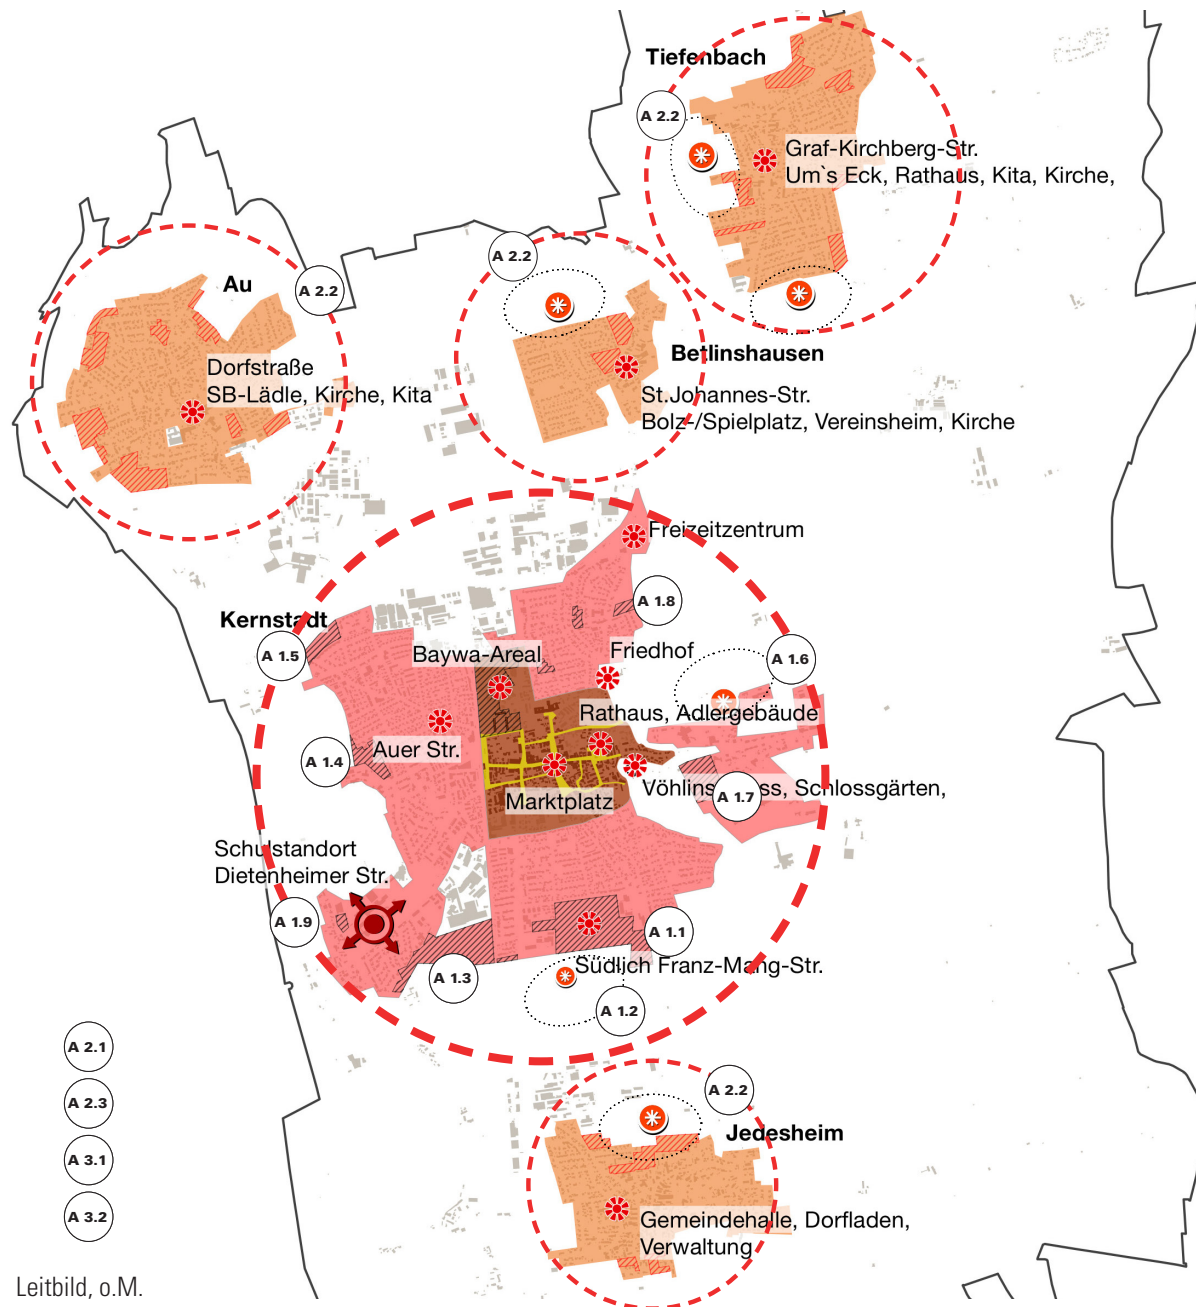 Tiefenbach
A 2.2
Graf-Kirchberg-Str.
Um`s Eck, Rathaus, Kita, Kirche,
A 2.2
Au
A 2.2
Betlinshausen
Dorfstraße
SB-Lädle, Kirche, Kita
St.Johannes-Str.
Bolz-/Spielplatz, Vereinsheim, Kirche
Freizeitzentrum
A 1.8
Kernstadt
A 1.5
Baywa-Areal
Friedhof
A 1.6
Rathaus, Adlergebäude
Auer Str.
A 1.4
Marktplatz
Schlossgärten,
A 1.7
Schulstandort
Dietenheimer Str.
A 1.9
A 1.1
Südlich Franz-Mang-Str.
A 1.3
A 1.2
A 2.1
A 2.3
A 3.1
A 3.2
A 2.2
Jedesheim
Gemeindehalle, Dorfladen,
Verwaltung
Leitbild, o.M.